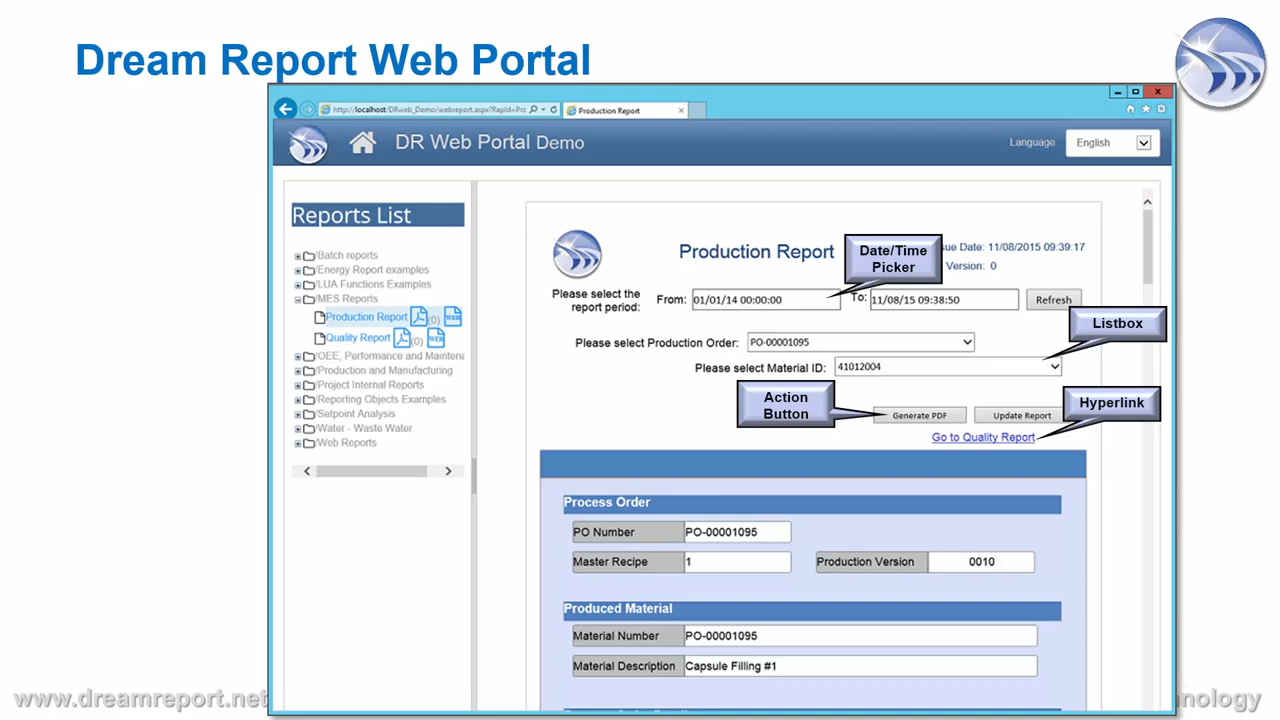 Dream Report Web Portal
http://localhost/DRweb_Demo/webreport.aspx?RepId=Prc
Production Report
DR Web Portal Demo
Language
English
Reports List
/Batch reports
/Energy Report examples
/LUA Functions Examples
/MES Reports
Production Report
(0)
WEB
Quality Report
(0)
WEB
/OEE, Performance and Maintena
/Production and Manufacturing
/Project Internal Reports
/Reporting Objects Examples
/Setpoint Analysis
/Water - Waste Water
/Web Reports
Production Report
ue Date: 11/08/2015 09:39:17
Version: 0
Date/Time
Picker
Please select the
report period:
From:
01/01/14 00:00:00
To:
11/08/15 09:38:50
Refresh
Listbox
Please select Production Order:
PO-00001095
Please select Material ID:
41012004
Action
Button
Generate PDF
Update Report
Hyperlink
Go to Quality Report
Process Order
PO Number
PO-00001095
Master Recipe
1
Production Version
0010
Produced Material
Material Number
PO-00001095
Material Description
Capsule Filling #1
www.dreamreport.net
nology